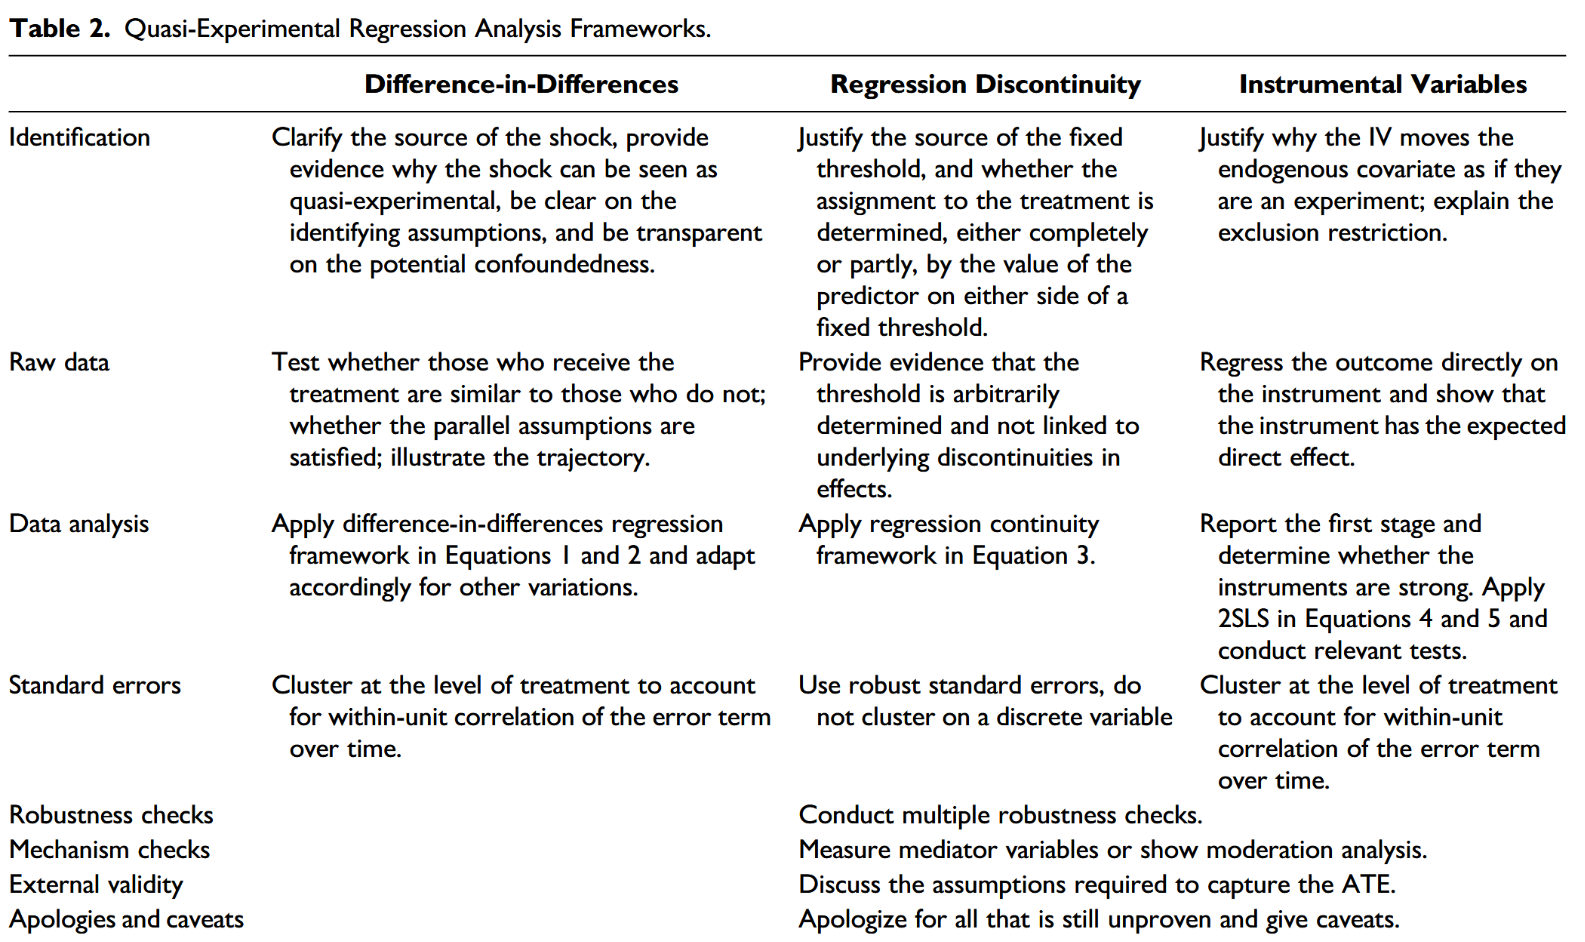 Table 2. Quasi-Experimental Regression Analysis Frameworks.
Difference-in-Differences Regression Discontinuity Instrumental Variables
Identification
Clarify the source of the shock, provide
evidence why the shock can be seen as
quasi-experimental, be clear on the
identifying assumptions, and be transparent
on the potential confoundedness.
Justify the source of the fixed
threshold, and whether the
assignment to the treatment is
determined, either completely
or partly, by the value of the
predictor on either side of a
fixed threshold.
Justify why the IV moves the
endogenous covariate as if they
are an experiment; explain the
exclusion restriction.
Raw data
Test whether those who receive the
treatment are similar to those who do not;
whether the parallel assumptions are
satisfied; illustrate the trajectory.
Provide evidence that the
threshold is arbitrarily
determined and not linked to
underlying discontinuities in
effects.
Regress the outcome directly on
the instrument and show that
the instrument has the expected
direct effect.
Data analysis
Apply difference-in-differences regression
framework in Equations 1 and 2 and adapt
accordingly for other variations.
Apply regression continuity
framework in Equation 3.
Report the first stage and
determine whether the
instruments are strong. Apply
2SLS in Equations 4 and 5 and
conduct relevant tests.
Standard errors
Cluster at the level of treatment to account
for within-unit correlation of the error term
over time.
Use robust standard errors, do
not cluster on a discrete variable
Cluster at the level of treatment
to account for within-unit
correlation of the error term
over time.
Robustness checks
Conduct multiple robustness checks.
Mechanism checks
Measure mediator variables or show moderation analysis.
External validity
Discuss the assumptions required to capture the ATE.
Apologies and caveats
Apologize for all that is still unproven and give caveats.